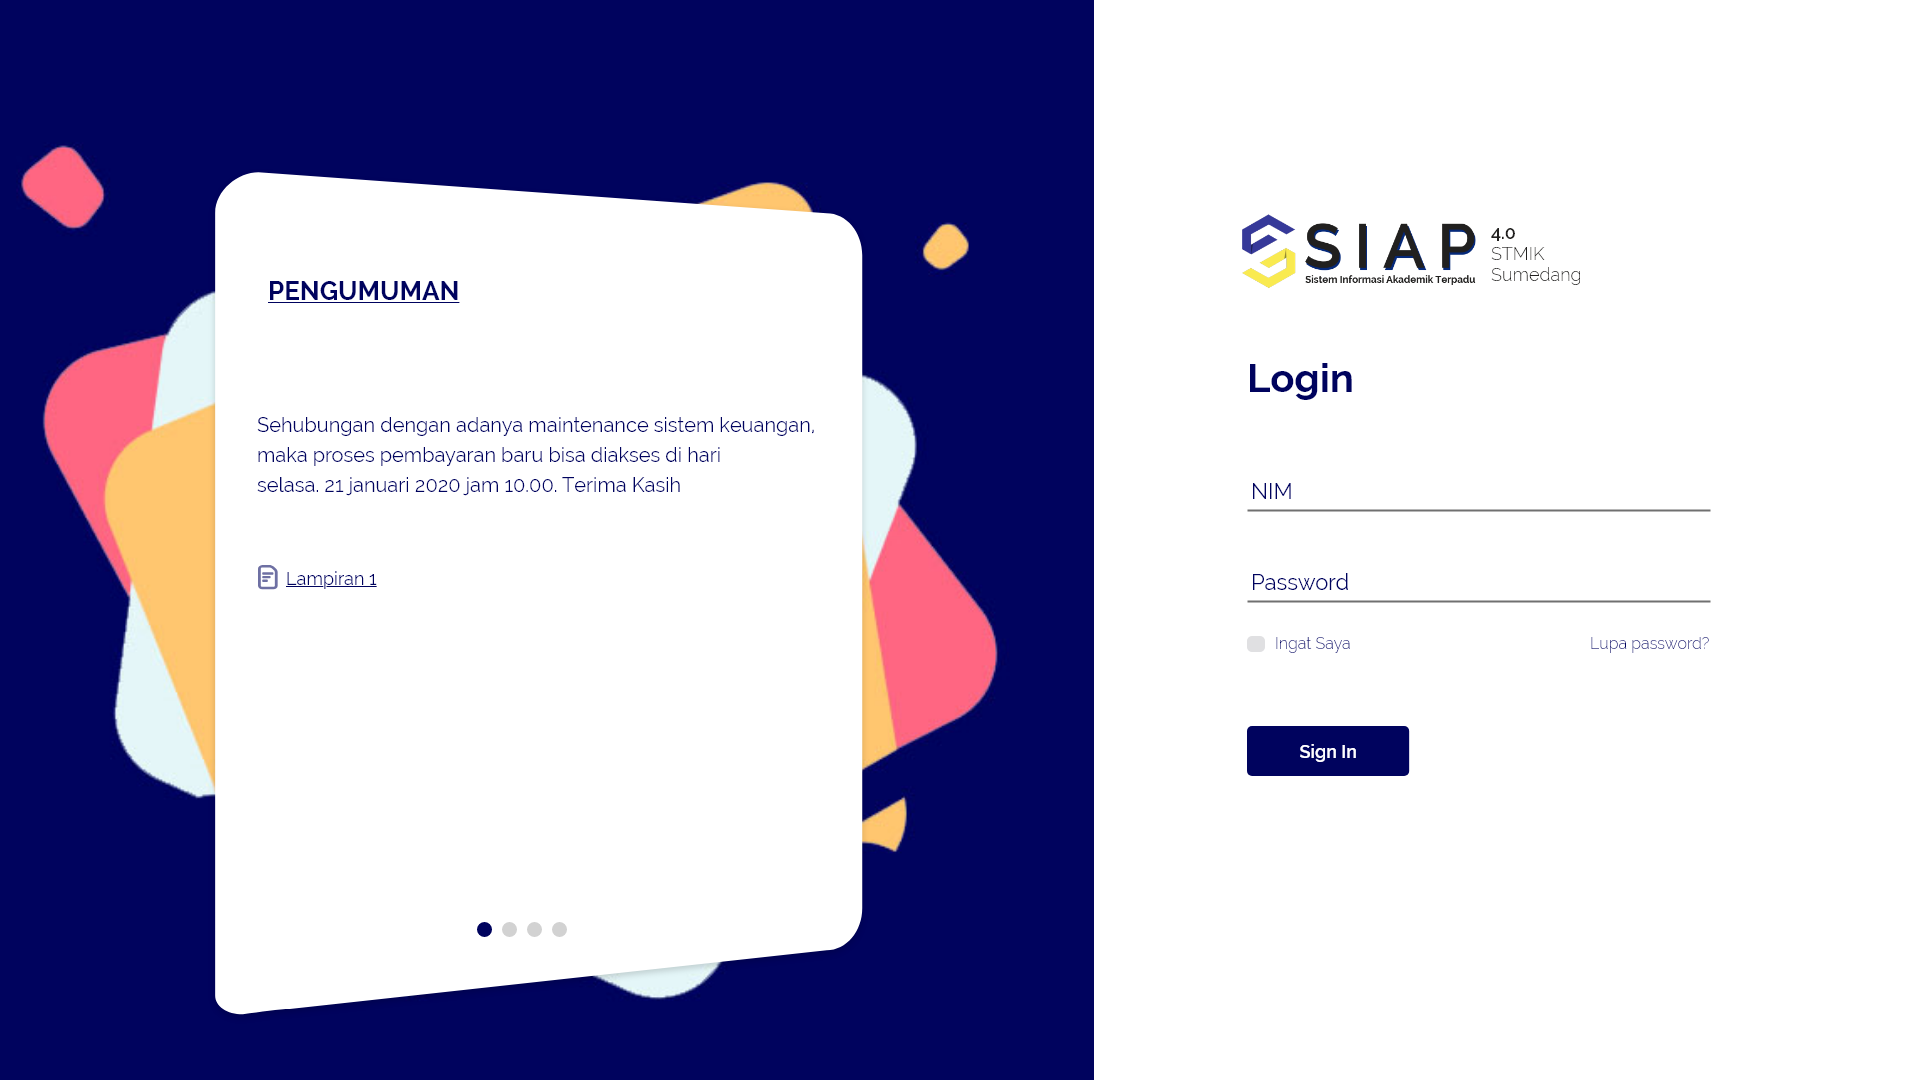 PENGUMUMAN
Sehubungan dengan adanya maintenance sistem keuangan,
maka proses pembayaran baru bisa diakses di hari
selasa. 21 januari 2020 jam 10.00. Terima Kasih
Lampiran 1
SIAP
Sistem Informasi Akademik Terpadu
4.0
STMIK
Sumedang
Login
NIM
Password
Ingat Saya
Lupa password?
Sign In